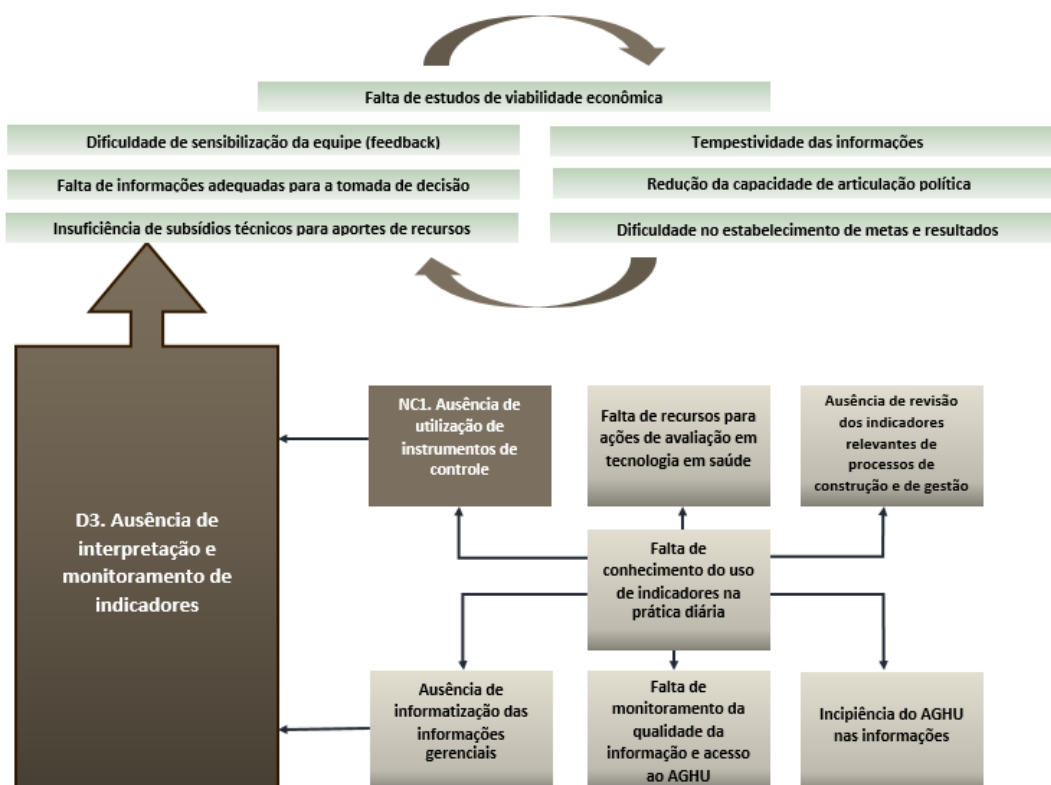 Falta de estudos de viabilidade econômica
Dificuldade de sensibilização da equipe (feedback)
Tempestividade das informações
Falta de informações adequadas para a tomada de decisão
Redução da capacidade de articulação política
Insuficiência de subsídios técnicos para aportes de recursos
Dificuldade no estabelecimento de metas e resultados
D3. Ausência de
interpretação e
monitoramento de
indicadores
NC1. Ausência de
utilização de
instrumentos de
controle
Falta de recursos para
ações de avaliação em
tecnologia em saúde
Ausência de revisão
dos indicadores
relevantes de
processos de
construção e de gestão
Falta de
conhecimento do uso
de indicadores na
prática diária
Ausência de
informatização das
informações
gerenciais
Falta de
monitoramento da
qualidade da
informação e acesso
ao AGHU
Incipiência do AGHU
nas informações